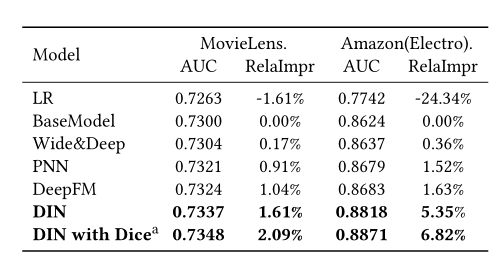 Model MovieLens. Amazon(Electro).
AUC RelaImpr AUC RelaImpr
LR 0.7263 -1.61% 0.7742 -24.34%
BaseModel 0.7300 0.00% 0.8624 0.00%
Wide&Deep 0.7304 0.17% 0.8637 0.36%
PNN 0.7321 0.91% 0.8679 1.52%
DeepFM 0.7324 1.04% 0.8683 1.63%
DIN 0.7337 1.61% 0.8818 5.35%
DIN with Diceᵃ 0.7348 2.09% 0.8871 6.82%